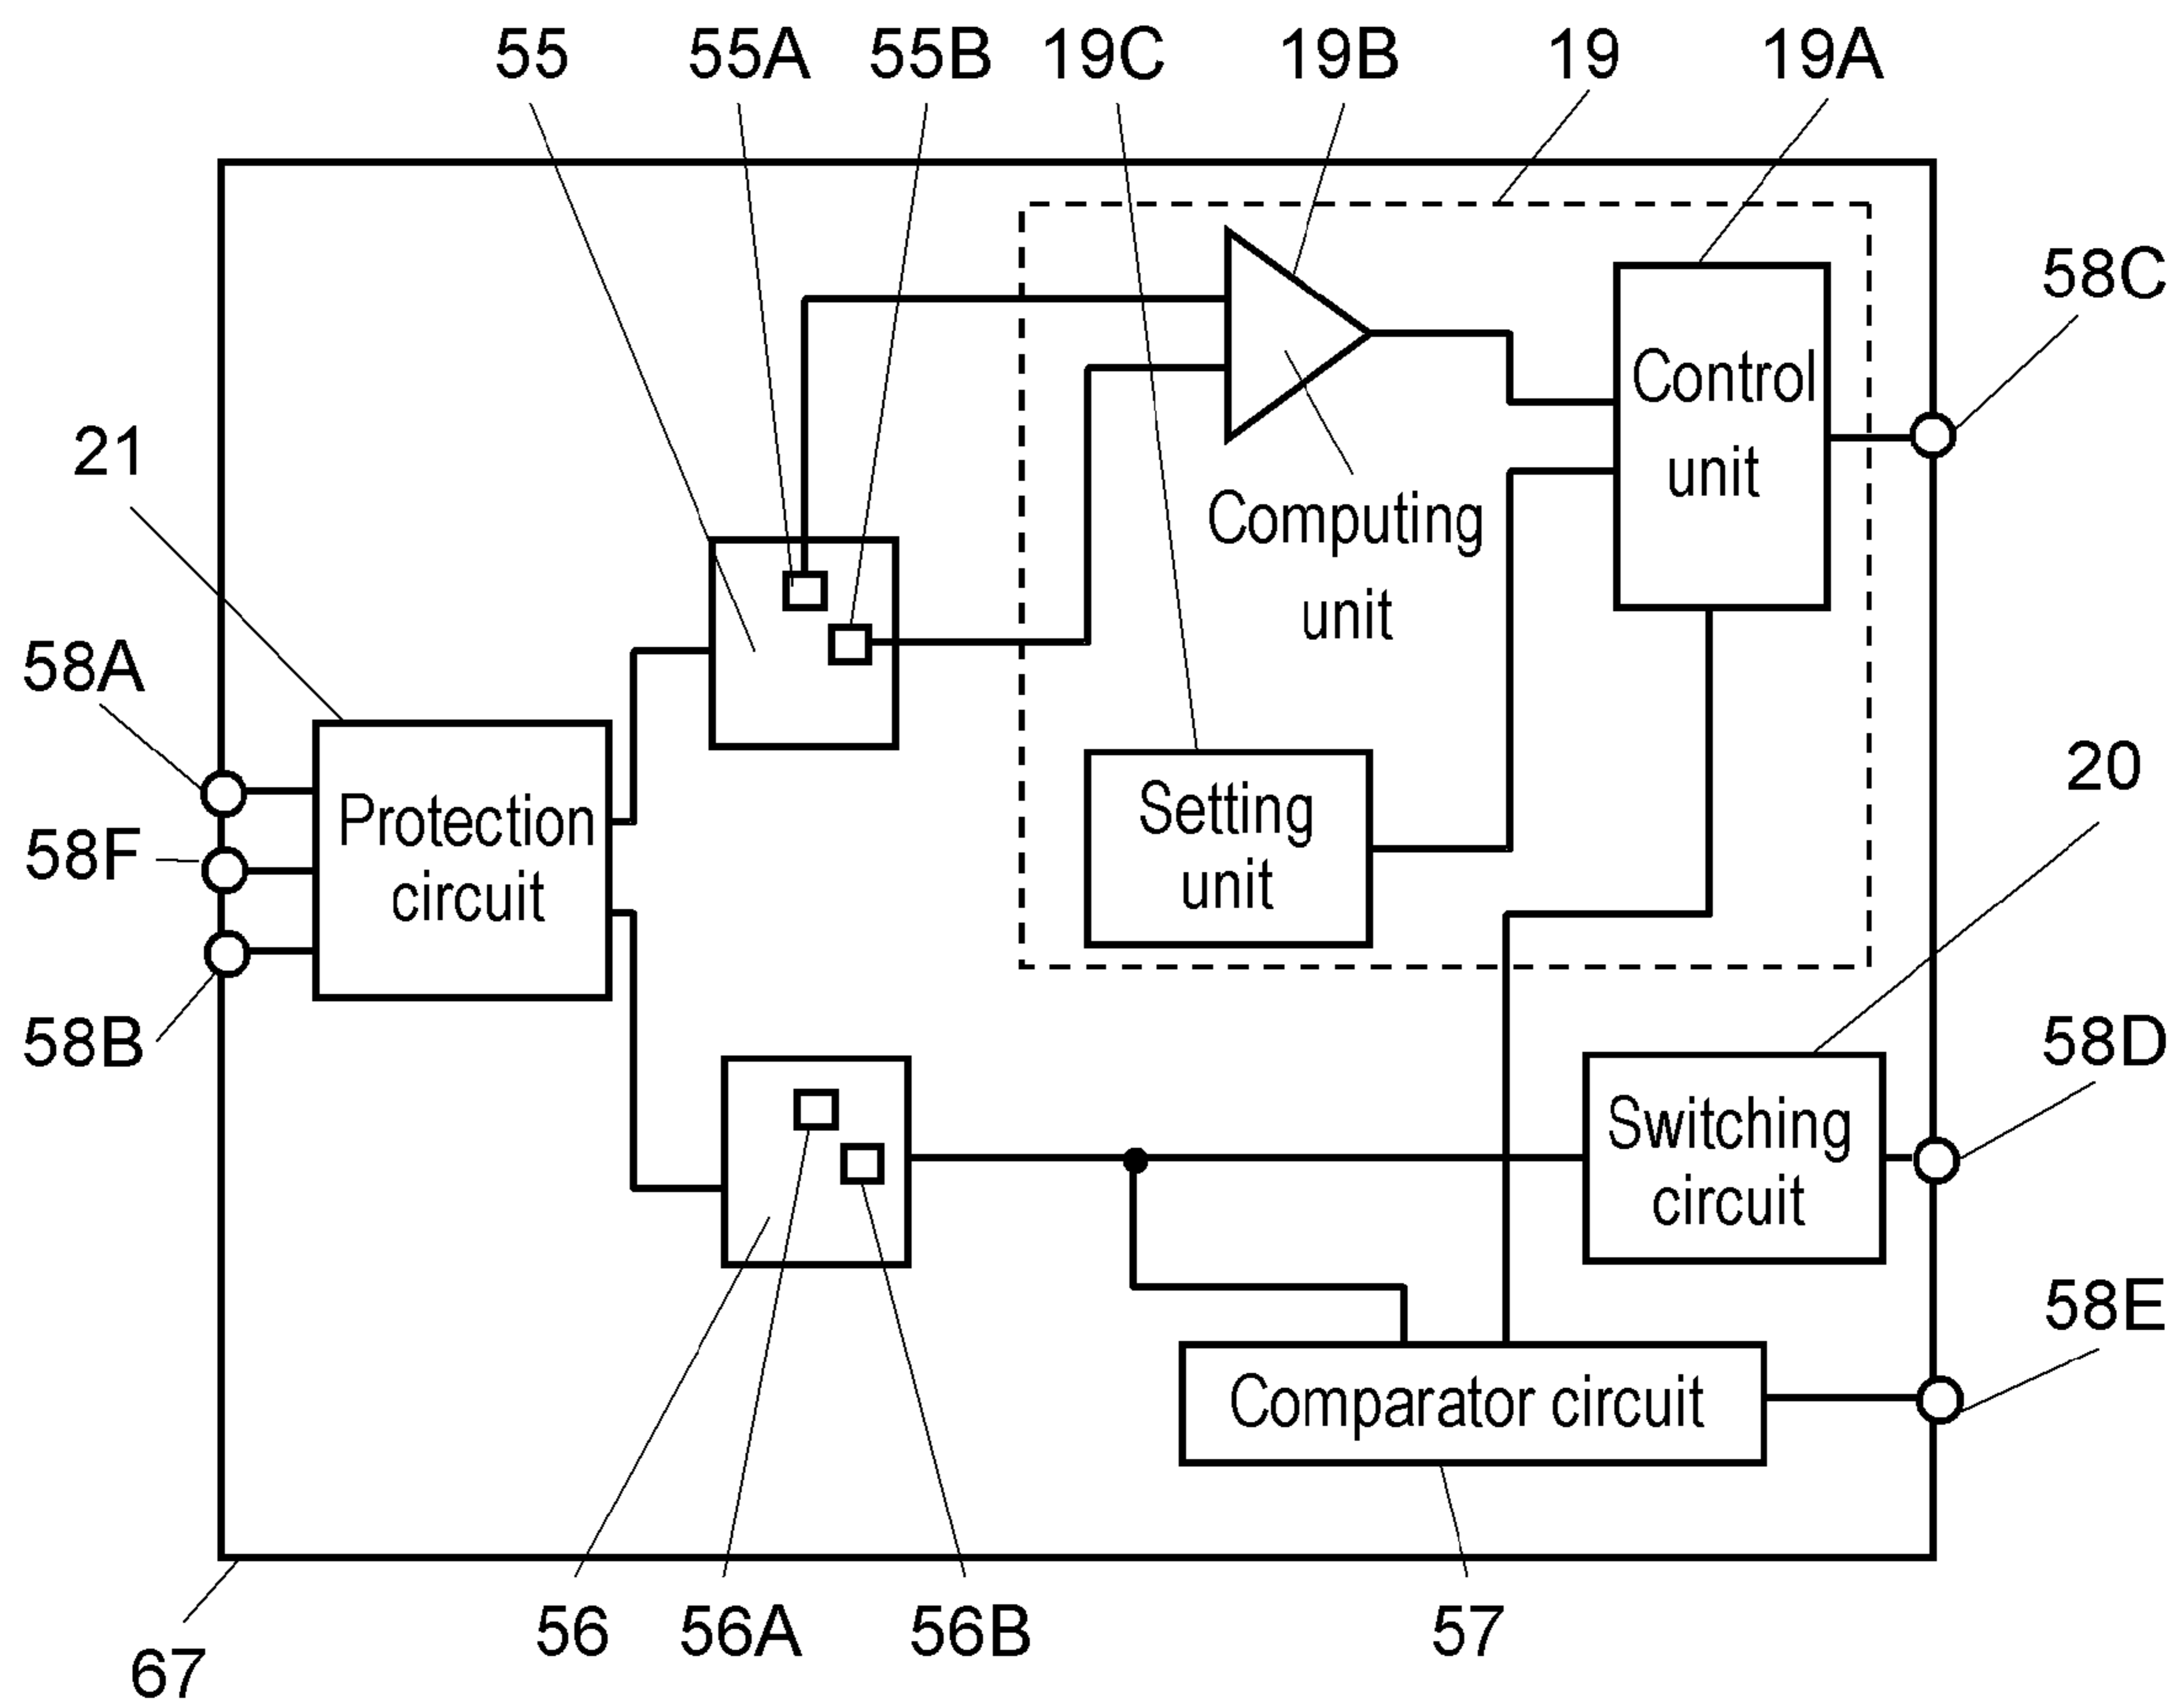 55 55A 55B 19C 19B 19 19A
58C
21
Control
unit
Computing
unit
58A
20
Protection
circuit
Setting
unit
58F
58B
58D
Switching
circuit
58E
Comparator circuit
56 56A 56B 57
67